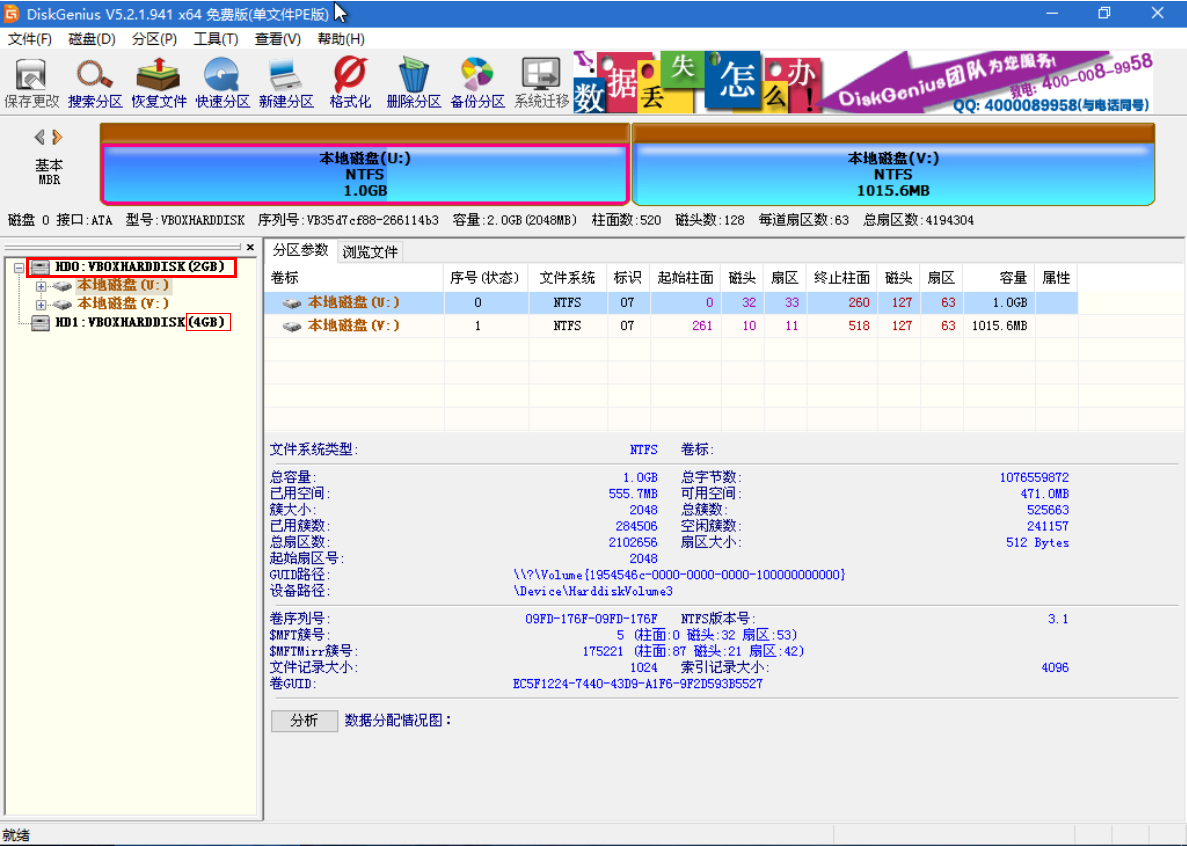 DiskGenius V5.2.1.941 x64 免费版(单文件PE版)
文件(F) 磁盘(D) 分区(P) 工具(T) 查看(V) 帮助(H)
保存更改 搜索分区 恢复文件 快速分区 新建分区 格式化 删除分区 备份分区 系统迁移
数据丢失怎么办!
DiskGenius团队为您服务!
致电: 400-008-9958
QQ: 4000089958(与电话同号)
基本
MBR
本地磁盘(U:)
NTFS
1.0GB
本地磁盘(V:)
NTFS
1015.6MB
磁盘 0 接口:ATA 型号:VBOXHARDDISK 序列号:VB35d7cf88-266114b3 容量:2.0GB(2048MB) 柱面数:520 磁头数:128 每道扇区数:63 总扇区数:4194304
HD0:VBOXHARDDISK(2GB)
本地磁盘(U:)
本地磁盘(V:)
HD1:VBOXHARDDISK(4GB)
分区参数 浏览文件
卷标 序号(状态) 文件系统 标识 起始柱面 磁头 扇区 终止柱面 磁头 扇区 容量 属性
本地磁盘(U:) 0 NTFS 07 0 32 33 260 127 63 1.0GB
本地磁盘(V:) 1 NTFS 07 261 10 11 518 127 63 1015.6MB
文件系统类型: NTFS 卷标:
总容量: 1.0GB 总字节数: 1076559872
已用空间: 555.7MB 可用空间: 471.0MB
簇大小: 2048 总簇数: 525663
已用簇数: 284506 空闲簇数: 241157
总扇区数: 2102656 扇区大小: 512 Bytes
起始扇区号: 2048
GUID路径: \\?\Volume{1954546c-0000-0000-0000-100000000000}
设备路径: \Device\HarddiskVolume3
卷序列号: 09FD-176F-09FD-176F NTFS版本号: 3.1
$MFT簇号: 5 (柱面:0 磁头:32 扇区:53)
$MFTMirr簇号: 175221 (柱面:87 磁头:21 扇区:42)
文件记录大小: 1024 索引记录大小: 4096
卷GUID: EC5F1224-7440-43D9-A1F6-9F2D593B5527
分析 数据分配情况图:
就绪